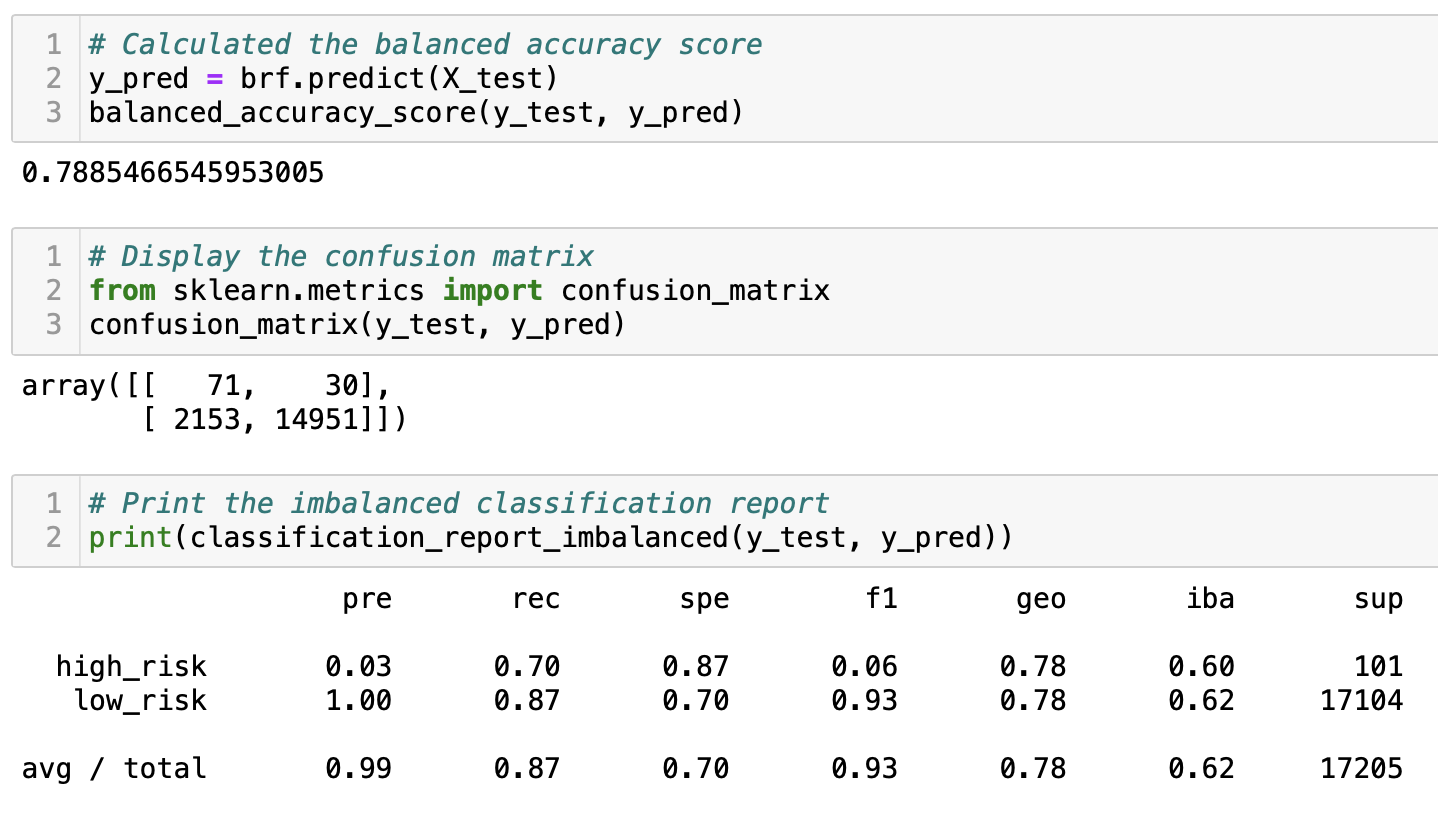 1 # Calculated the balanced accuracy score
2 y_pred = brf.predict(X_test)
3 balanced_accuracy_score(y_test, y_pred)
0.7885466545953005
1 # Display the confusion matrix
2 from sklearn.metrics import confusion_matrix
3 confusion_matrix(y_test, y_pred)
array([[   71,    30],
       [ 2153, 14951]])
1 # Print the imbalanced classification report
2 print(classification_report_imbalanced(y_test, y_pred))
pre rec spe f1 geo iba sup
high_risk 0.03 0.70 0.87 0.06 0.78 0.60 101
low_risk 1.00 0.87 0.70 0.93 0.78 0.62 17104
avg / total 0.99 0.87 0.70 0.93 0.78 0.62 17205